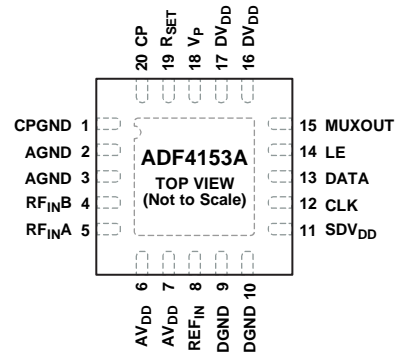 20 CP
19 RSET
18 VP
17 DVDD
16 DVDD
CPGND 1
AGND 2
AGND 3
RFINB 4
RFINA 5
ADF4153A
TOP VIEW
(Not to Scale)
15 MUXOUT
14 LE
13 DATA
12 CLK
11 SDVDD
AVDD 6
AVDD 7
REFIN 8
DGND 9
DGND 10